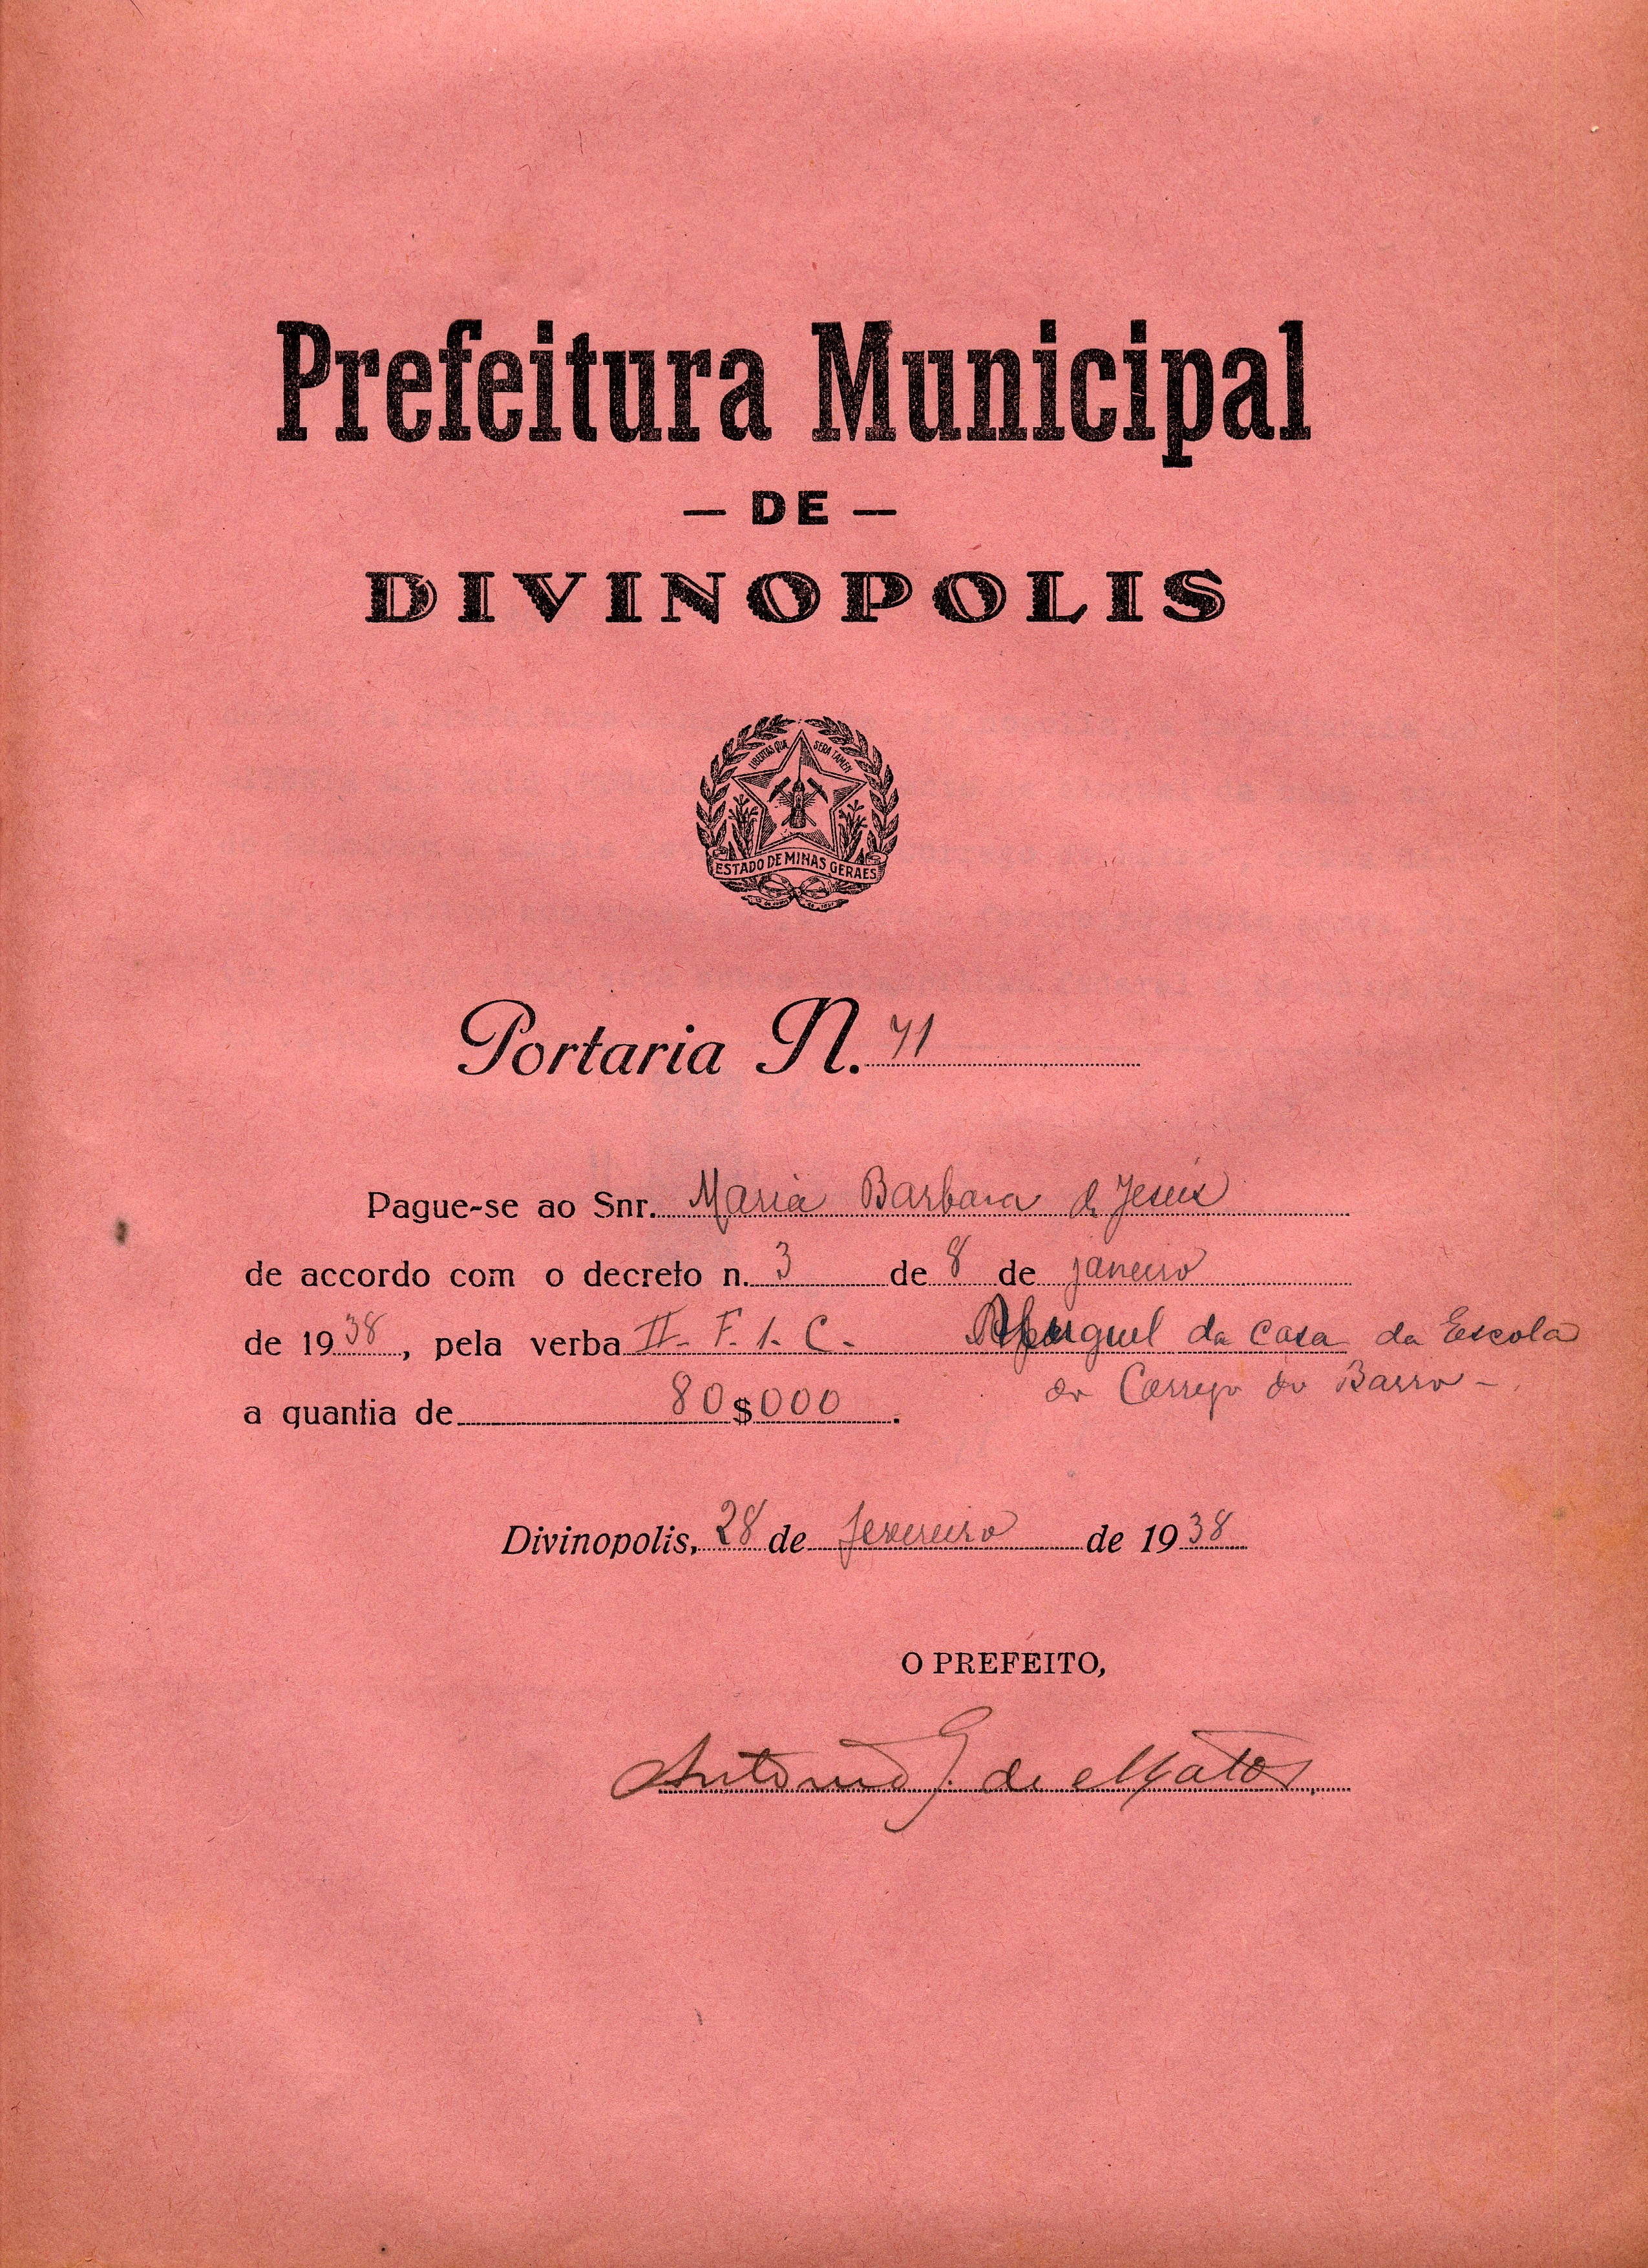 Prefeitura Municipal
— DE —
DIVINOPOLIS
LIBERTAS QUÆ SERA TAMEN
ESTADO DE MINAS GERAES
Portaria N. 71
Pague-se ao Snr. Maria Barbara de Jesus
de accordo com o decreto n. 3 de 8 de janeiro
de 1938, pela verba II - F. 1. C. - Aluguel da casa da Escola
do Corrego do Barro -
a quantia de 80$000.
Divinopolis, 28 de fevereiro de 1938
O PREFEITO,
Antonio G. de Matos